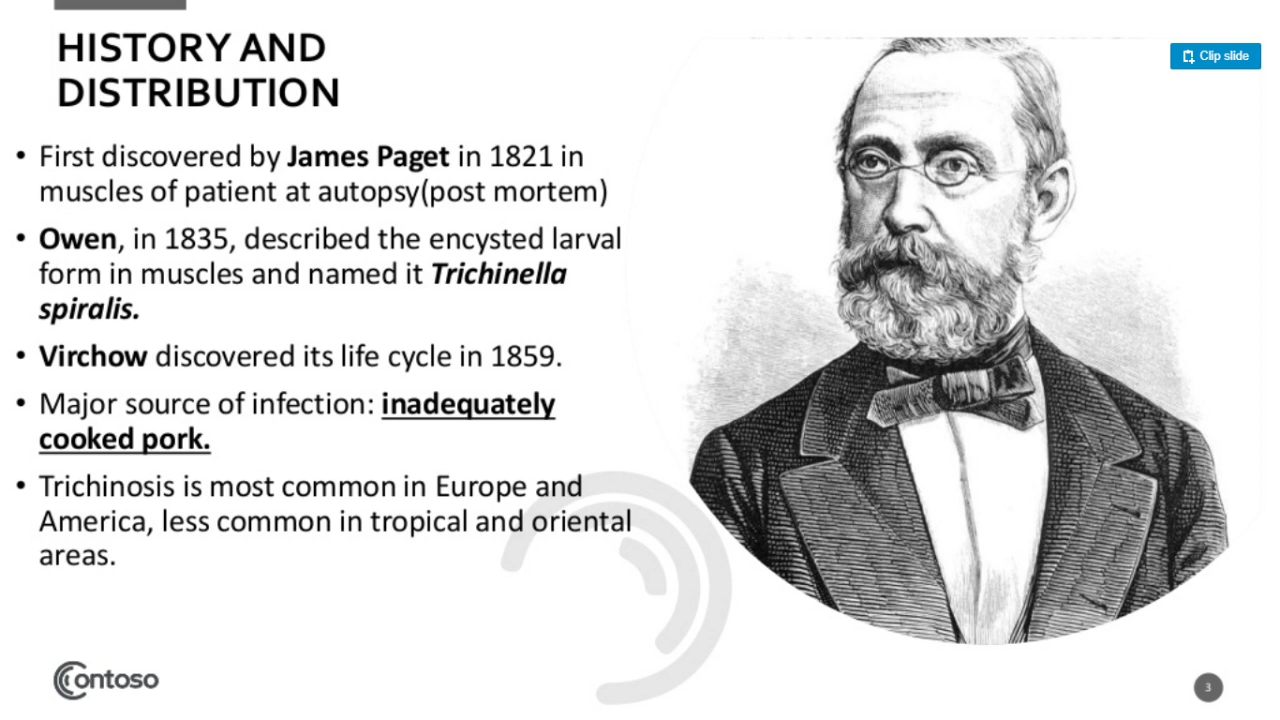 HISTORY AND
DISTRIBUTION
Clip slide
• First discovered by James Paget in 1821 in
muscles of patient at autopsy(post mortem)
• Owen, in 1835, described the encysted larval
form in muscles and named it Trichinella
spiralis.
• Virchow discovered its life cycle in 1859.
• Major source of infection: inadequately
cooked pork.
• Trichinosis is most common in Europe and
America, less common in tropical and oriental
areas.
Contoso
3